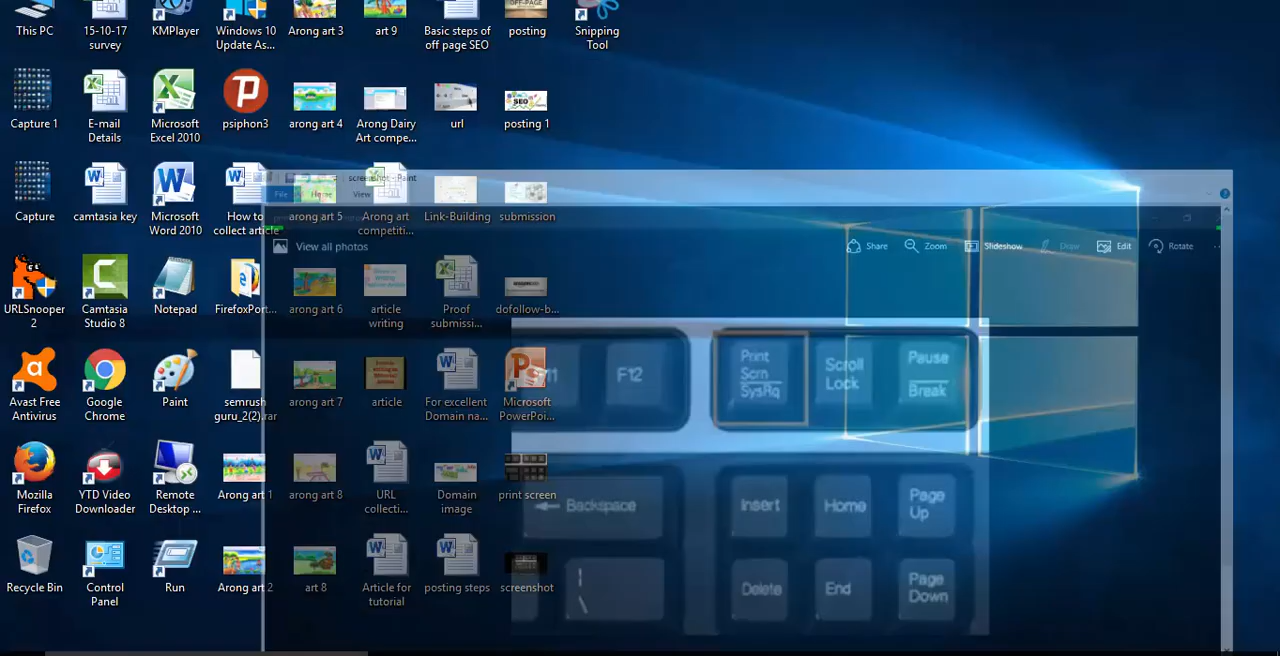 This PC
15-10-17
survey
KMPlayer
Windows 10
Update As...
Arong art 3
art 9
Basic steps of
off page SEO
posting
Snipping
Tool
Capture 1
E-mail
Details
Microsoft
Excel 2010
psiphon3
arong art 4
Arong Dairy
Art compe...
url
posting 1
screenshot - Paint
File
Home
View
Capture
camtasia key
Microsoft
Word 2010
How to
collect article
arong art 5
Arong art
competiti...
Link-Building
submission
View all photos
Share
Zoom
Slideshow
Draw
Edit
Rotate
URLSnooper
2
Camtasia
Studio 8
Notepad
FirefoxPort...
arong art 6
article
writing
Proof
submissi...
dofollow-b...
F12
Print
Scrn
SysRq
Scroll
Lock
Pause
Break
Avast Free
Antivirus
Google
Chrome
Paint
semrush
guru_2(2).rar
arong art 7
article
For excellent
Domain na...
Microsoft
PowerPoi...
Mozilla
Firefox
YTD Video
Downloader
Remote
Desktop ...
Arong art 1
arong art 8
URL
collecti...
Domain
image
print screen
Backspace
Insert
Home
Page
Up
Recycle Bin
Control
Panel
Run
Arong art 2
art 8
Article for
tutorial
posting steps
screenshot
|
\
Delete
End
Page
Down